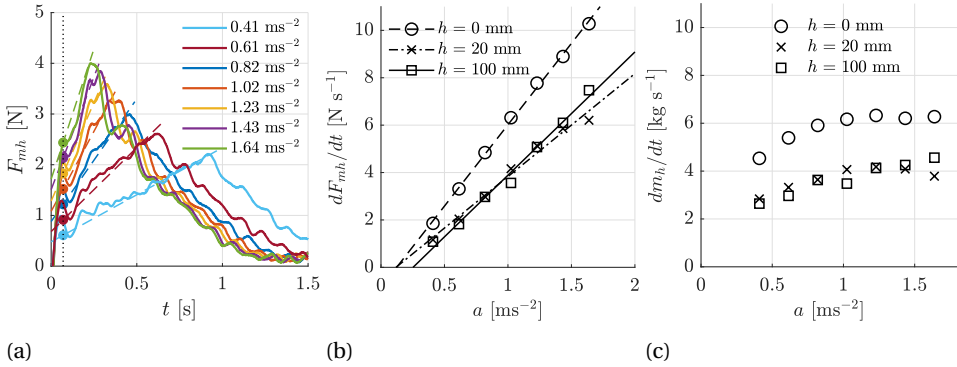 0.41 ms⁻²
0.61 ms⁻²
0.82 ms⁻²
1.02 ms⁻²
1.23 ms⁻²
1.43 ms⁻²
1.64 ms⁻²
5
4
3
2
1
0
F_mh [N]
0 0.5 1 1.5
t [s]
(a)
h = 0 mm
h = 20 mm
h = 100 mm
10
8
6
4
2
0
dF_mh/dt [N s⁻¹]
0 0.5 1 1.5 2
a [ms⁻²]
(b)
h = 0 mm
h = 20 mm
h = 100 mm
10
8
6
4
2
0
dm_h/dt [kg s⁻¹]
0 0.5 1 1.5
a [ms⁻²]
(c)